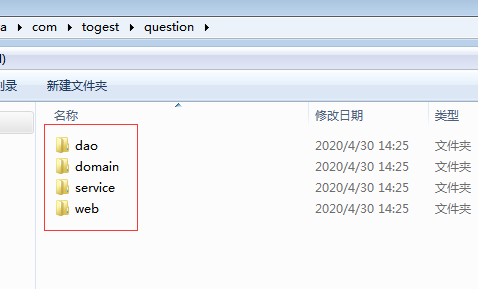 a ▸ com ▸ togest ▸ question ▸
)
录 新建文件夹
名称 修改日期 类型
dao 2020/4/30 14:25 文件夹
domain 2020/4/30 14:25 文件夹
service 2020/4/30 14:25 文件夹
web 2020/4/30 14:25 文件夹